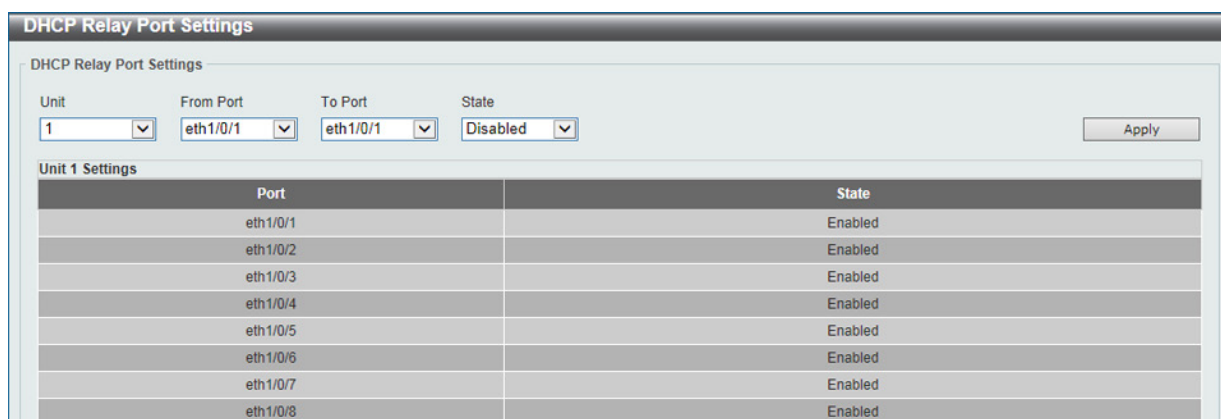 DHCP Relay Port Settings
DHCP Relay Port Settings
Unit From Port To Port State
1 eth1/0/1 eth1/0/1 Disabled Apply
Unit 1 Settings
Port State
eth1/0/1 Enabled
eth1/0/2 Enabled
eth1/0/3 Enabled
eth1/0/4 Enabled
eth1/0/5 Enabled
eth1/0/6 Enabled
eth1/0/7 Enabled
eth1/0/8 Enabled